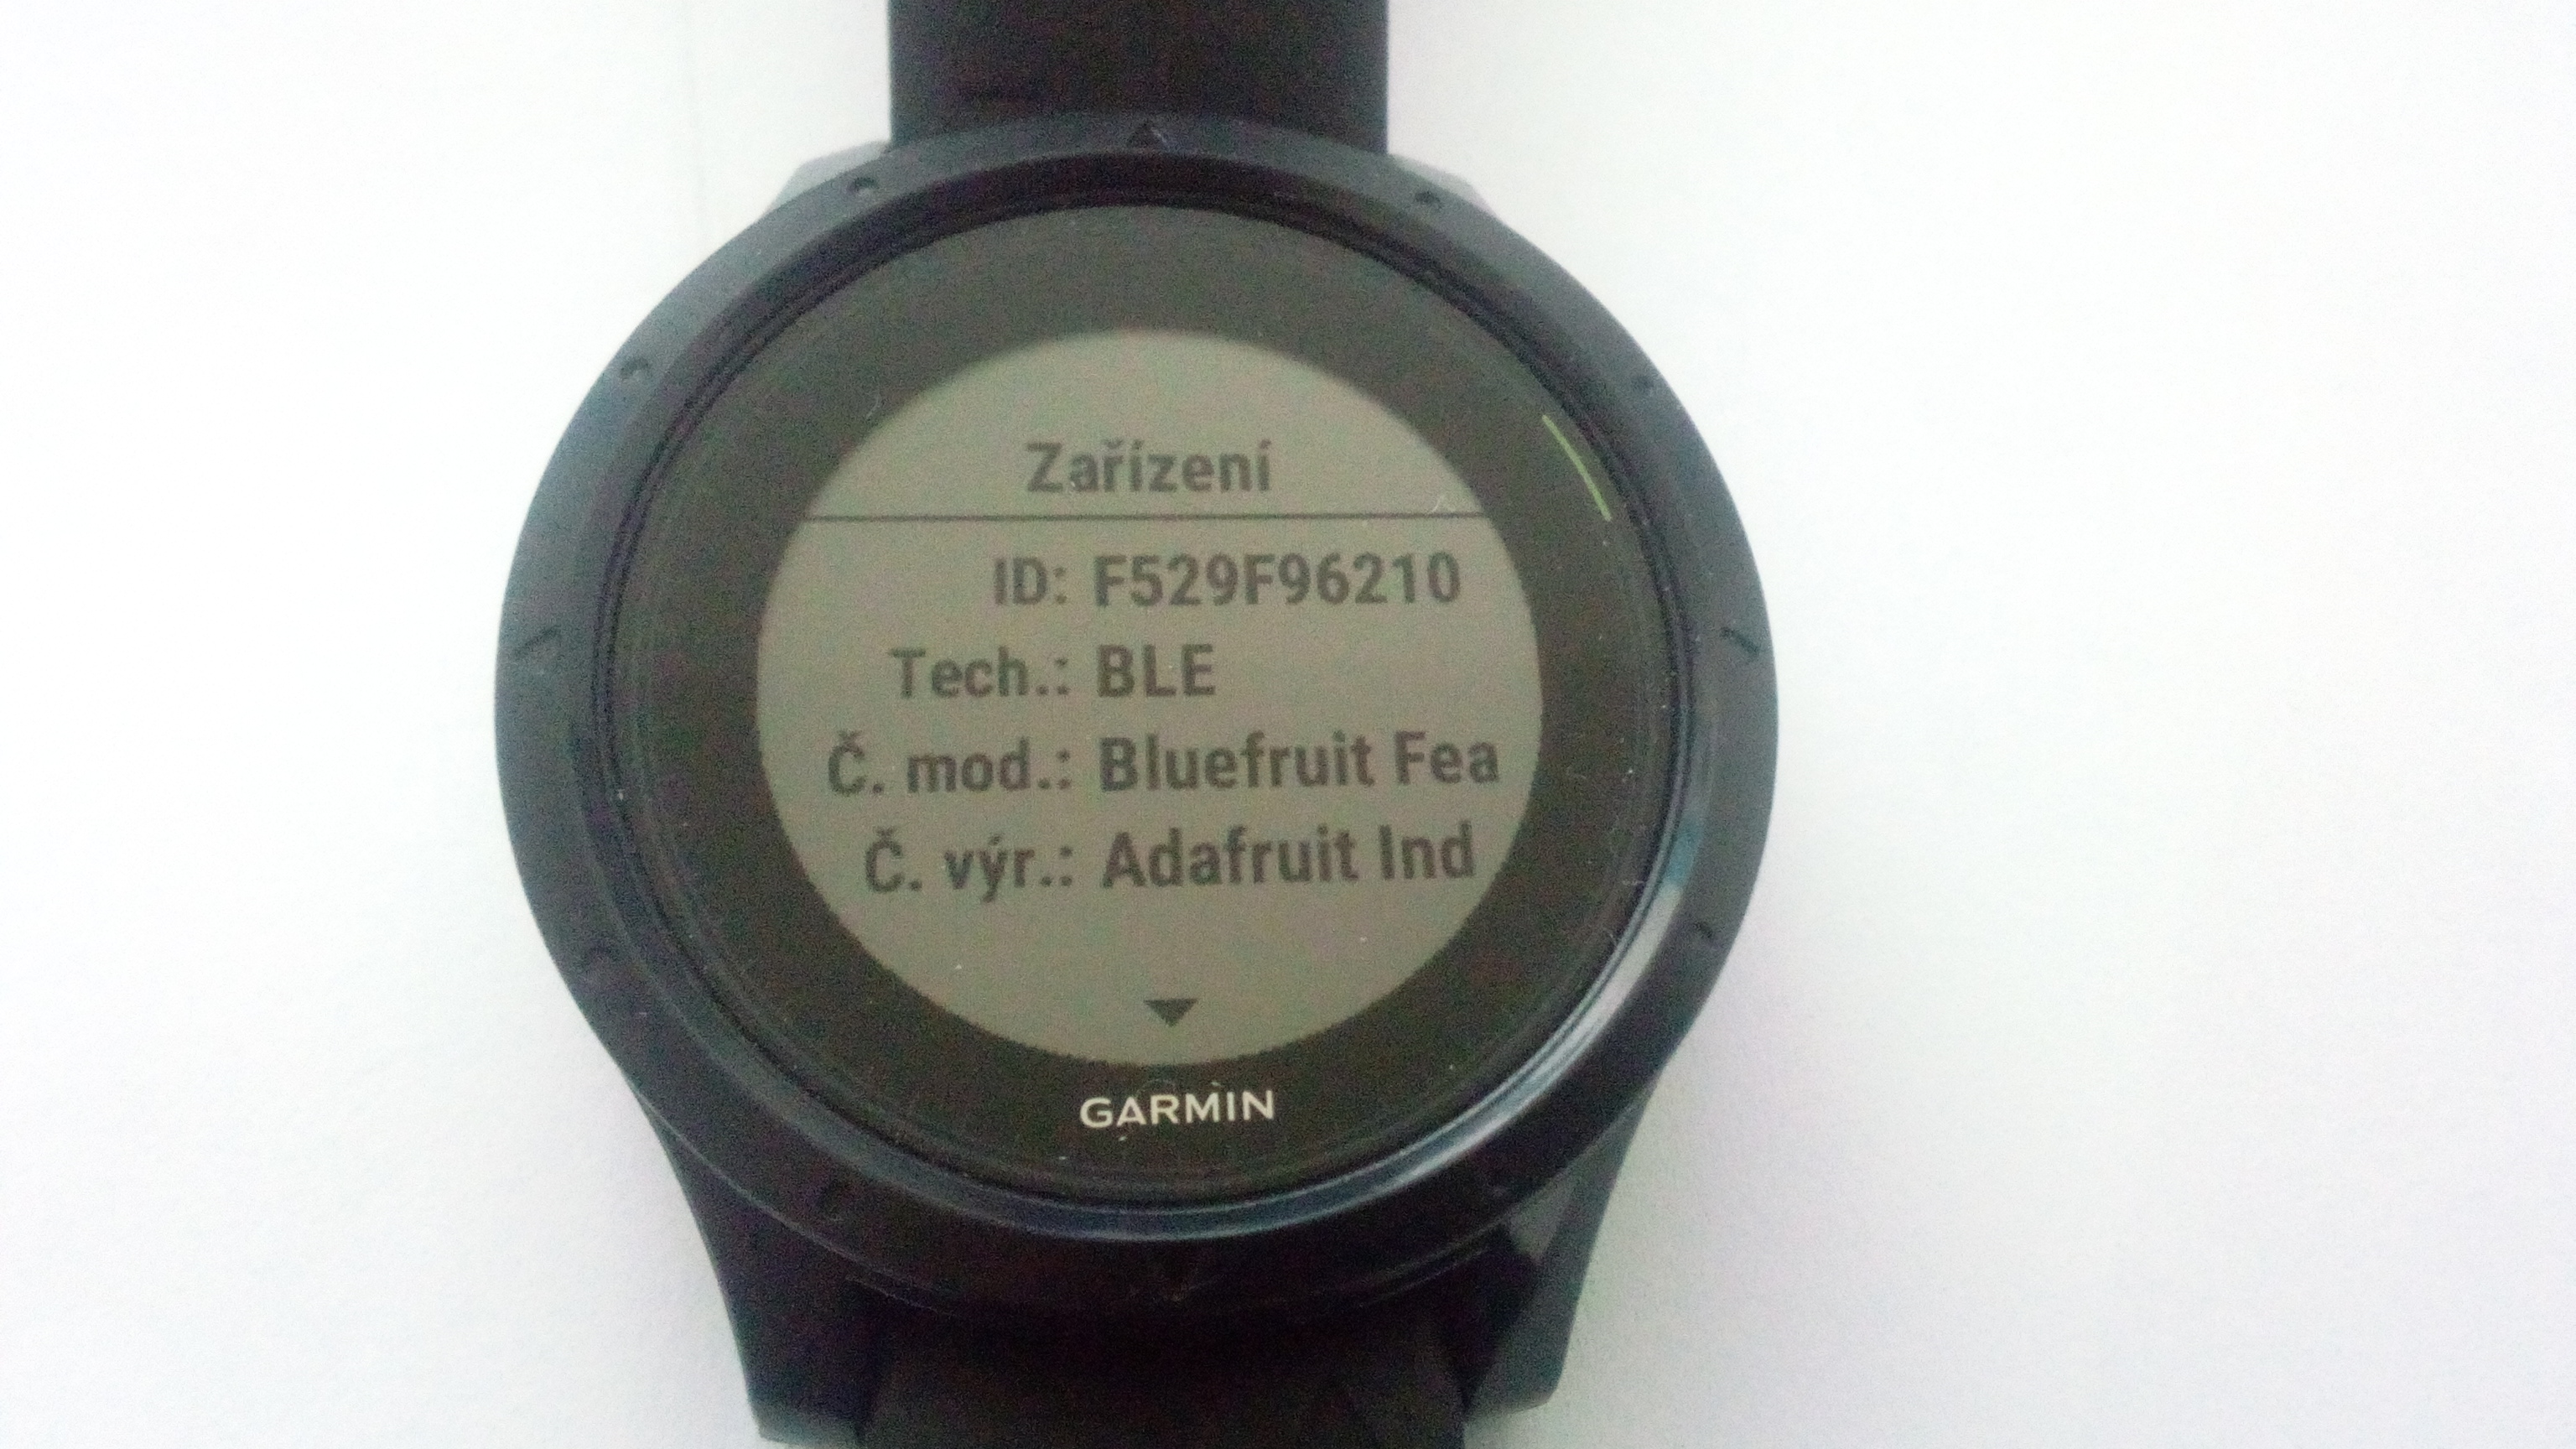 Zařízení
ID: F529F96210
Tech.: BLE
Č. mod.: Bluefruit Fea
Č. výr.: Adafruit Ind
GARMIN